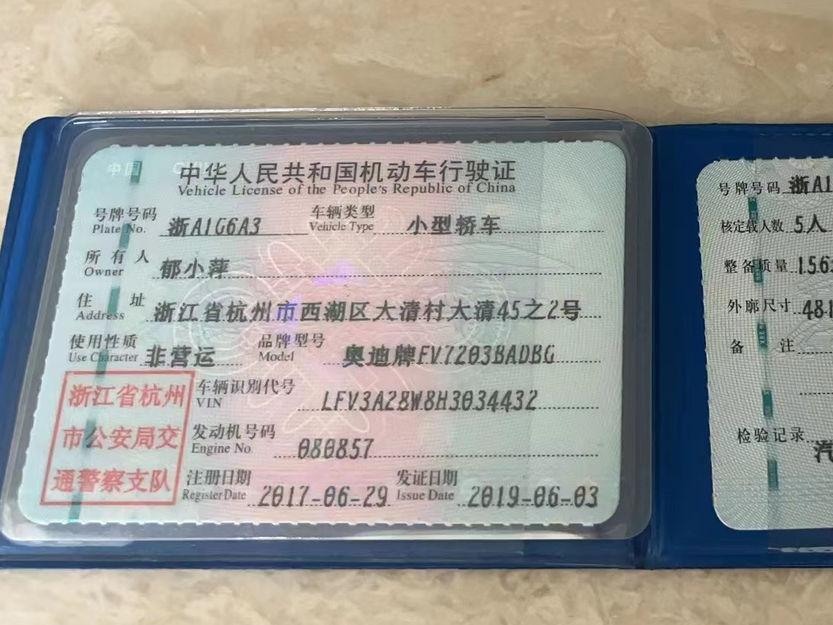 中国
中华人民共和国机动车行驶证
Vehicle License of the People's Republic of China
号牌号码 浙A1G6A3 车辆类型 小型轿车
Plate No. Vehicle Type
所有人 郁小萍
Owner
住址 浙江省杭州市西湖区大清村大清45之2号
Address
使用性质 非营运 品牌型号 奥迪牌FV7203BADBG
Use Character Model
浙江省杭州
市公安局交
通警察支队
车辆识别代号 LFV3A28W8H3034432
VIN
发动机号码 080857
Engine No.
注册日期 2017-06-29 发证日期 2019-06-03
Register Date Issue Date
号牌号码 浙A1
核定载人数 5人
整备质量 156
外廓尺寸 481
备注
检验记录
汽